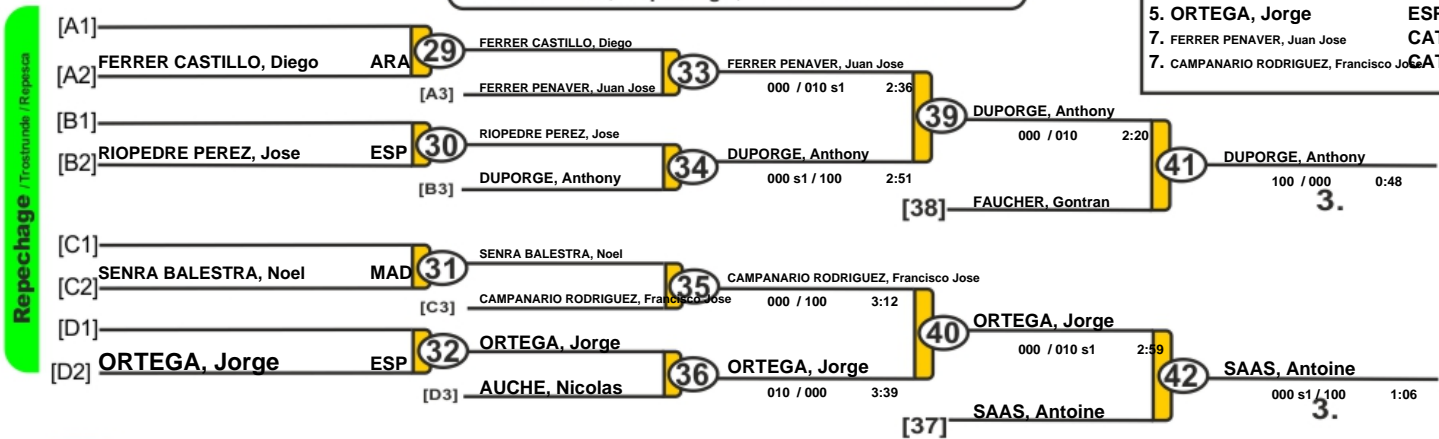 5. ORTEGA, Jorge ESP
7. FERRER PENAVER, Juan Jose CAT
7. CAMPANARIO RODRIGUEZ, Francisco Jose CAT
Repechage / Trostrunde / Repesca
[A1]
[A2] FERRER CASTILLO, Diego ARA
29
FERRER CASTILLO, Diego
[A3] FERRER PENAVER, Juan Jose
33
FERRER PENAVER, Juan Jose
000 / 010 s1 2:36
[B1]
[B2] RIOPEDRE PEREZ, Jose ESP
30
RIOPEDRE PEREZ, Jose
[B3] DUPORGE, Anthony
34
DUPORGE, Anthony
000 s1 / 100 2:51
39
DUPORGE, Anthony
000 / 010 2:20
[38] FAUCHER, Gontran
41
DUPORGE, Anthony
100 / 000 0:48
3.
[C1]
[C2] SENRA BALESTRA, Noel MAD
31
SENRA BALESTRA, Noel
[C3] CAMPANARIO RODRIGUEZ, Francisco Jose
35
CAMPANARIO RODRIGUEZ, Francisco Jose
000 / 100 3:12
[D1]
[D2] ORTEGA, Jorge ESP
32
ORTEGA, Jorge
[D3] AUCHE, Nicolas
36
ORTEGA, Jorge
010 / 000 3:39
40
ORTEGA, Jorge
000 / 010 s1 2:59
[37] SAAS, Antoine
42
SAAS, Antoine
000 s1 / 100 1:06
3.